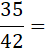 35/42 =